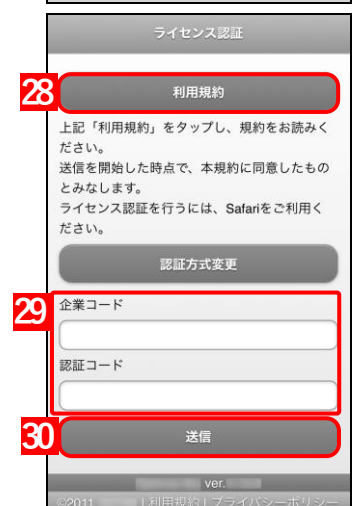 ライセンス認証
28
利用規約
上記「利用規約」をタップし、規約をお読みく
ださい。
送信を開始した時点で、本規約に同意したもの
とみなします。
ライセンス認証を行うには、Safariをご利用く
ださい。
認証方式変更
29
企業コード
認証コード
30
送信
ver.
©2011 | 利用規約 | プライバシーポリシー